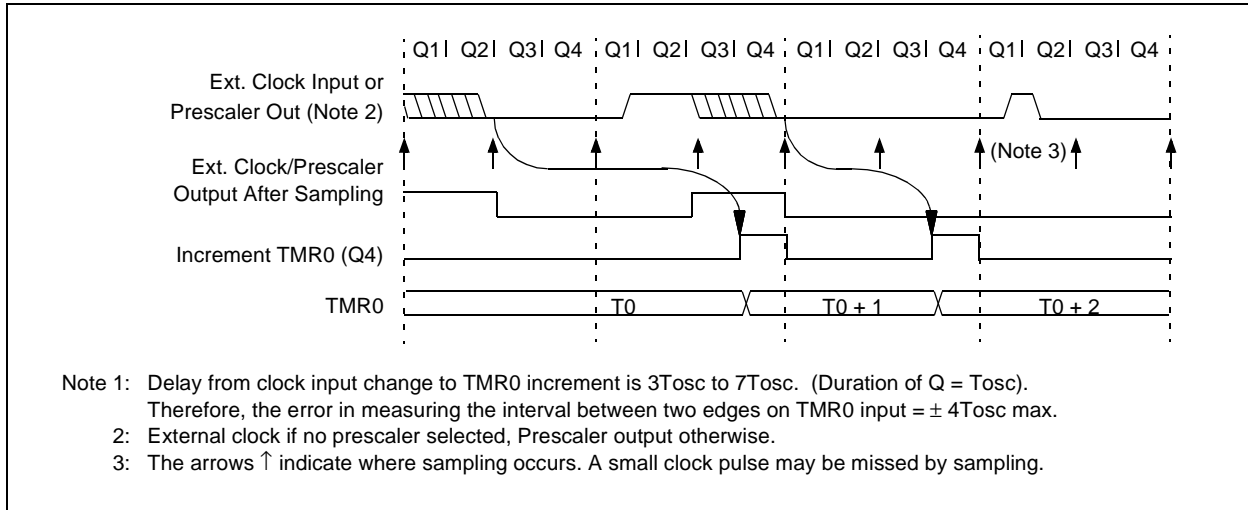 Q1 Q2 Q3 Q4 Q1 Q2 Q3 Q4 Q1 Q2 Q3 Q4 Q1 Q2 Q3 Q4
Ext. Clock Input or
Prescaler Out (Note 2)
(Note 3)
Ext. Clock/Prescaler
Output After Sampling
Increment TMR0 (Q4)
TMR0 T0 T0 + 1 T0 + 2
Note 1: Delay from clock input change to TMR0 increment is 3Tosc to 7Tosc. (Duration of Q = Tosc).
Therefore, the error in measuring the interval between two edges on TMR0 input = ± 4Tosc max.
2: External clock if no prescaler selected, Prescaler output otherwise.
3: The arrows ↑ indicate where sampling occurs. A small clock pulse may be missed by sampling.